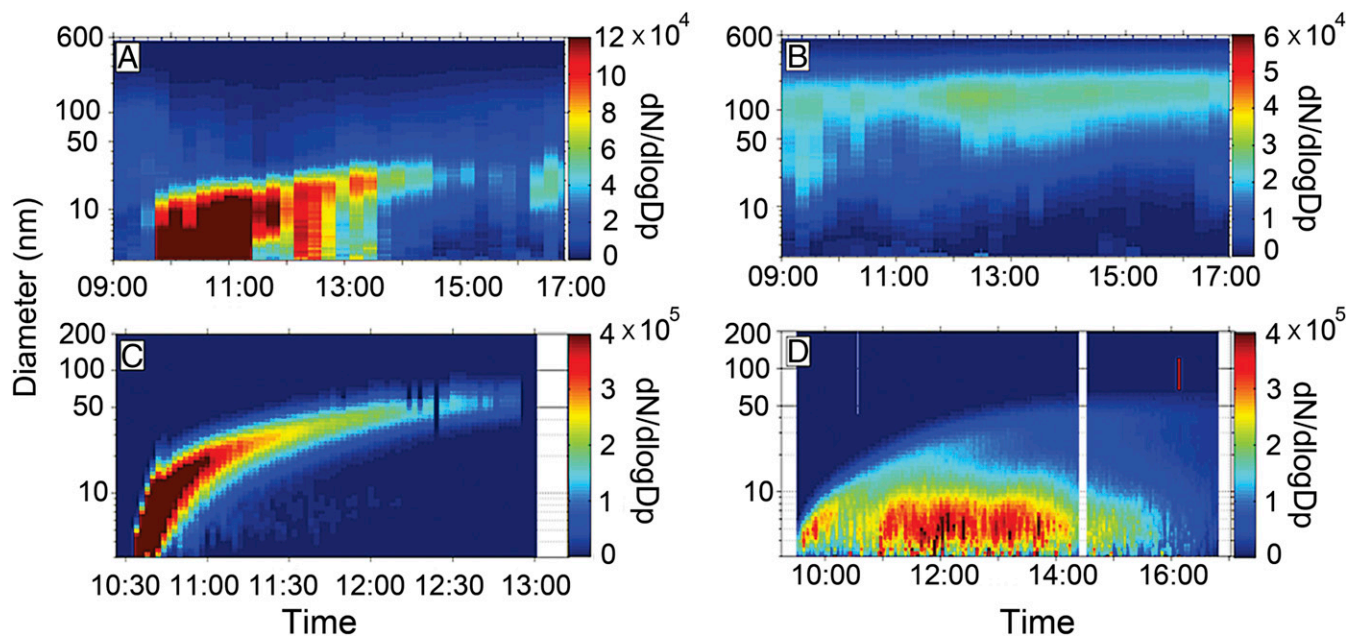 A
600
100
50
10
09:00 11:00 13:00 15:00 17:00
12 × 10⁴
10
8
6
4
2
0
dN/dlogDp
B
600
100
50
10
09:00 11:00 13:00 15:00 17:00
6 × 10⁴
5
4
3
2
1
0
dN/dlogDp
Diameter (nm)
C
200
100
50
10
10:30 11:00 11:30 12:00 12:30 13:00
Time
4 × 10⁵
3
2
1
0
dN/dlogDp
D
200
100
50
10
10:00 12:00 14:00 16:00
Time
4 × 10⁵
3
2
1
0
dN/dlogDp